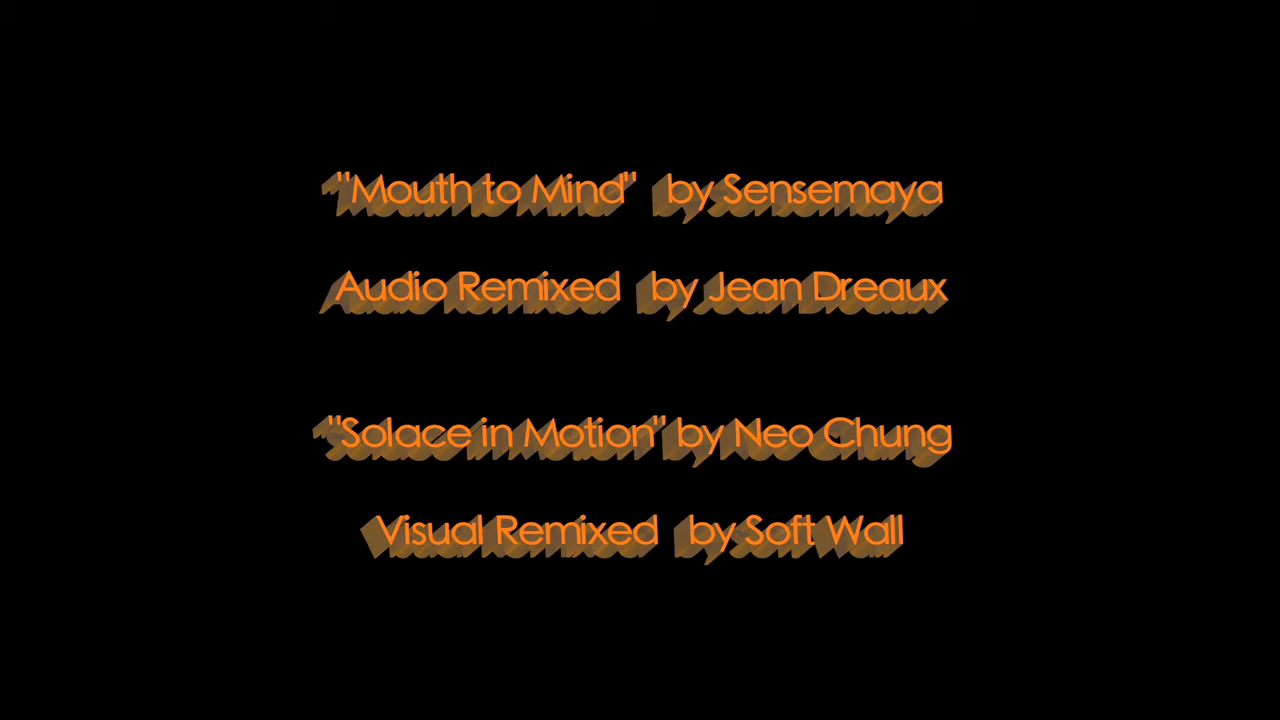 "Mouth to Mind" by Sensemaya
Audio Remixed by Jean Dreaux
"Solace in Motion" by Neo Chung
Visual Remixed by Soft Wall